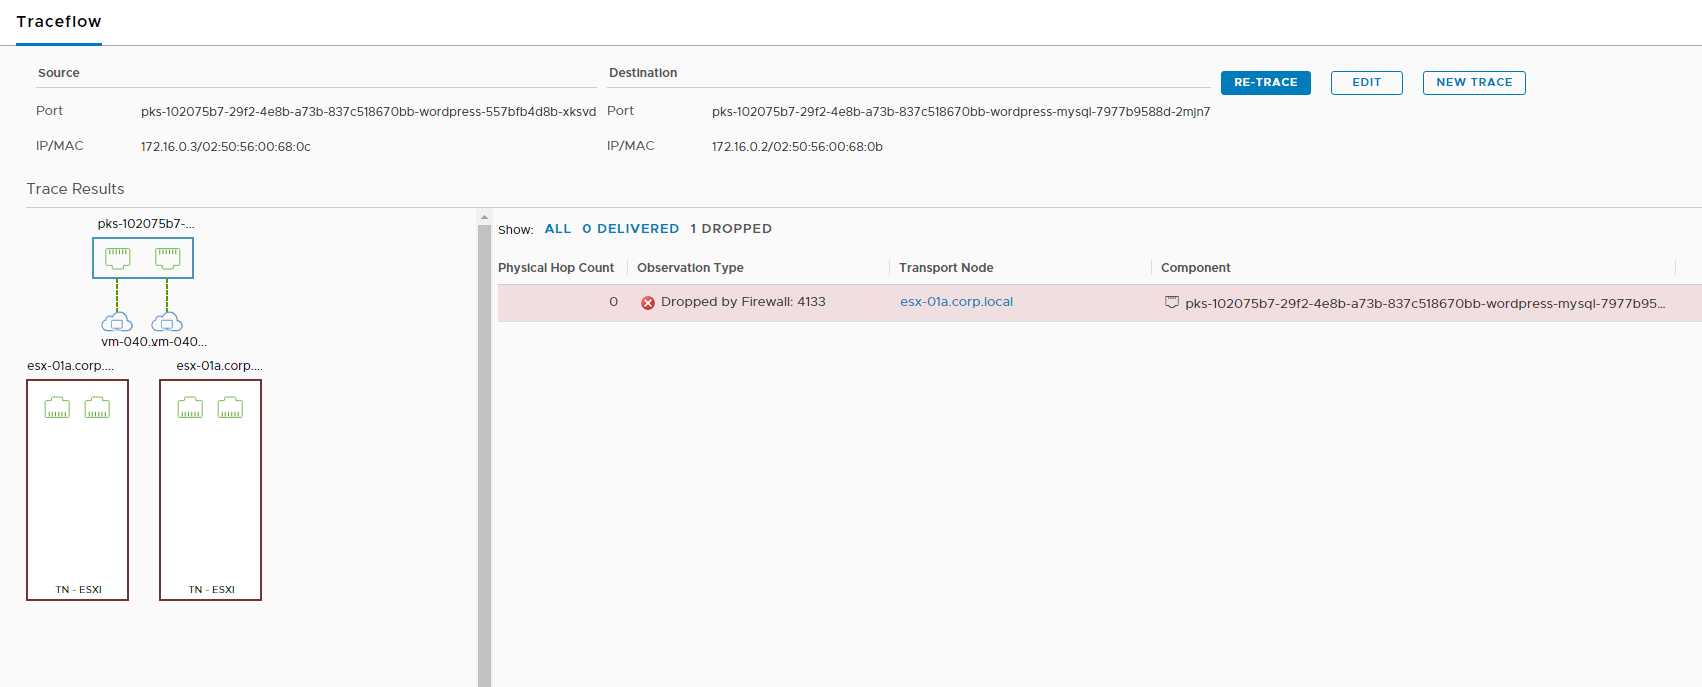 Traceflow
Source
Destination
RE-TRACE EDIT NEW TRACE
Port pks-102075b7-29f2-4e8b-a73b-837c518670bb-wordpress-557bfb4d8b-xksvd Port pks-102075b7-29f2-4e8b-a73b-837c518670bb-wordpress-mysql-7977b9588d-2mjn7
IP/MAC 172.16.0.3/02:50:56:00:68:0c IP/MAC 172.16.0.2/02:50:56:00:68:0b
Trace Results
pks-102075b7-...
vm-040... vm-040...
esx-01a.corp.... esx-01a.corp....
TN - ESXI TN - ESXI
Show: ALL 0 DELIVERED 1 DROPPED
Physical Hop Count Observation Type Transport Node Component
0 Dropped by Firewall: 4133 esx-01a.corp.local pks-102075b7-29f2-4e8b-a73b-837c518670bb-wordpress-mysql-7977b95...